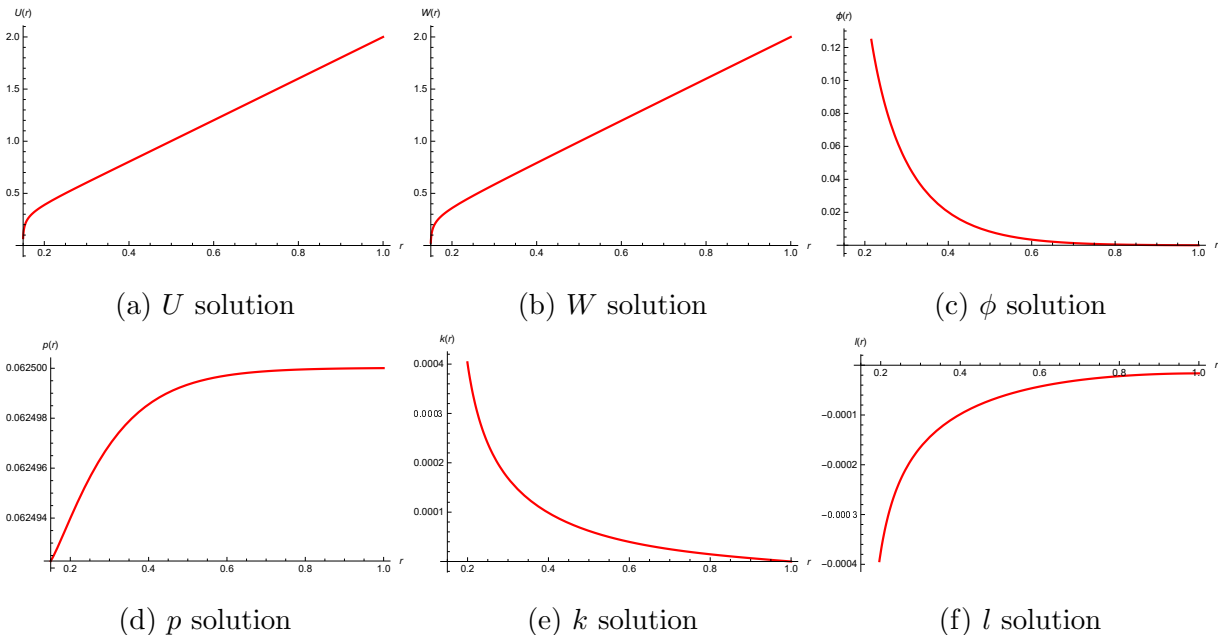 U(r)
2.0
1.5
1.0
0.5
0.2 0.4 0.6 0.8 1.0 r
(a) U solution
W(r)
2.0
1.5
1.0
0.5
0.2 0.4 0.6 0.8 1.0 r
(b) W solution
ϕ(r)
0.12
0.10
0.08
0.06
0.04
0.02
0.4 0.6 0.8 1.0 r
(c) ϕ solution
p(r)
0.062500
0.062498
0.062496
0.062494
0.2 0.4 0.6 0.8 1.0 r
(d) p solution
k(r)
0.0004
0.0003
0.0002
0.0001
0.2 0.4 0.6 0.8 1.0 r
(e) k solution
l(r)
0.2 0.4 0.6 0.8 1.0 r
-0.0001
-0.0002
-0.0003
-0.0004
(f) l solution